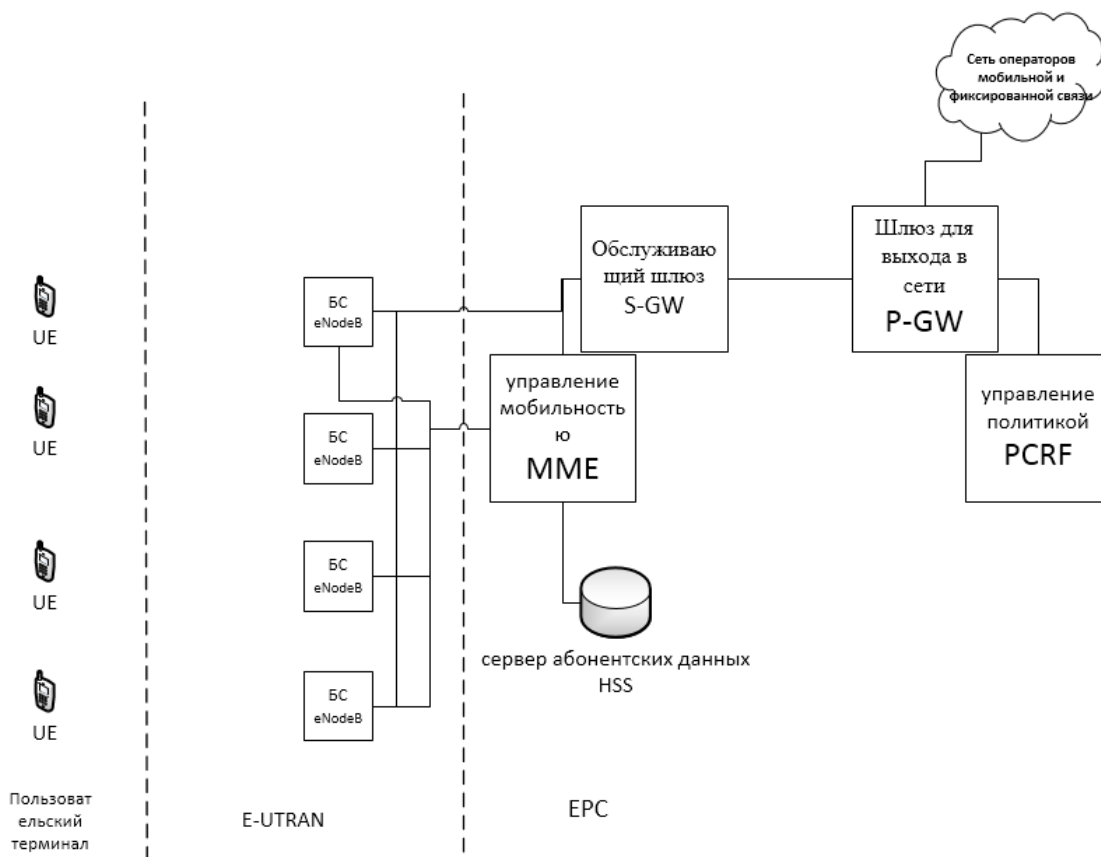 Сеть операторов
мобильной и
фиксированной связи
Обслуживаю
щий шлюз
S-GW
Шлюз для
выхода в
сети
P-GW
UE
БС
eNodeB
управление
мобильность
ю
MME
управление
политикой
PCRF
UE
БС
eNodeB
UE
БС
eNodeB
сервер абонентских данных
HSS
UE
БС
eNodeB
Пользоват
ельский
терминал
E-UTRAN
EPC